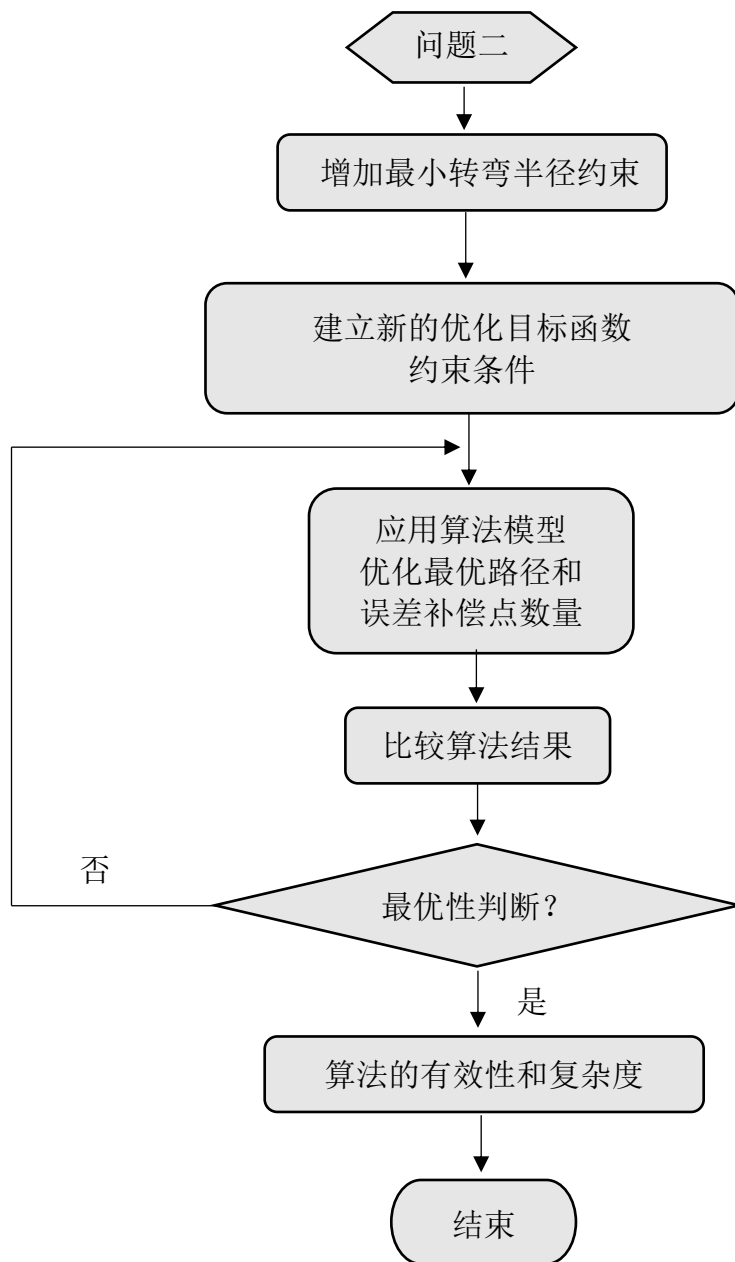 问题二
增加最小转弯半径约束
建立新的优化目标函数
约束条件
应用算法模型
优化最优路径和
误差补偿点数量
比较算法结果
否
最优性判断？
是
算法的有效性和复杂度
结束